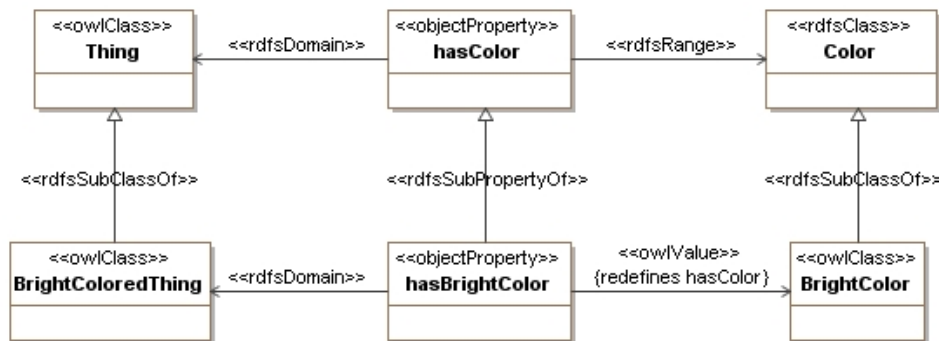 <<owlClass>>
Thing
<<rdfsDomain>>
<<objectProperty>>
hasColor
<<rdfsRange>>
<<rdfsClass>>
Color
<<rdfsSubClassOf>>
<<rdfsSubPropertyOf>>
<<rdfsSubClassOf>>
<<owlClass>>
BrightColoredThing
<<rdfsDomain>>
<<objectProperty>>
hasBrightColor
<<owlValue>>
{redefines hasColor}
<<owlClass>>
BrightColor